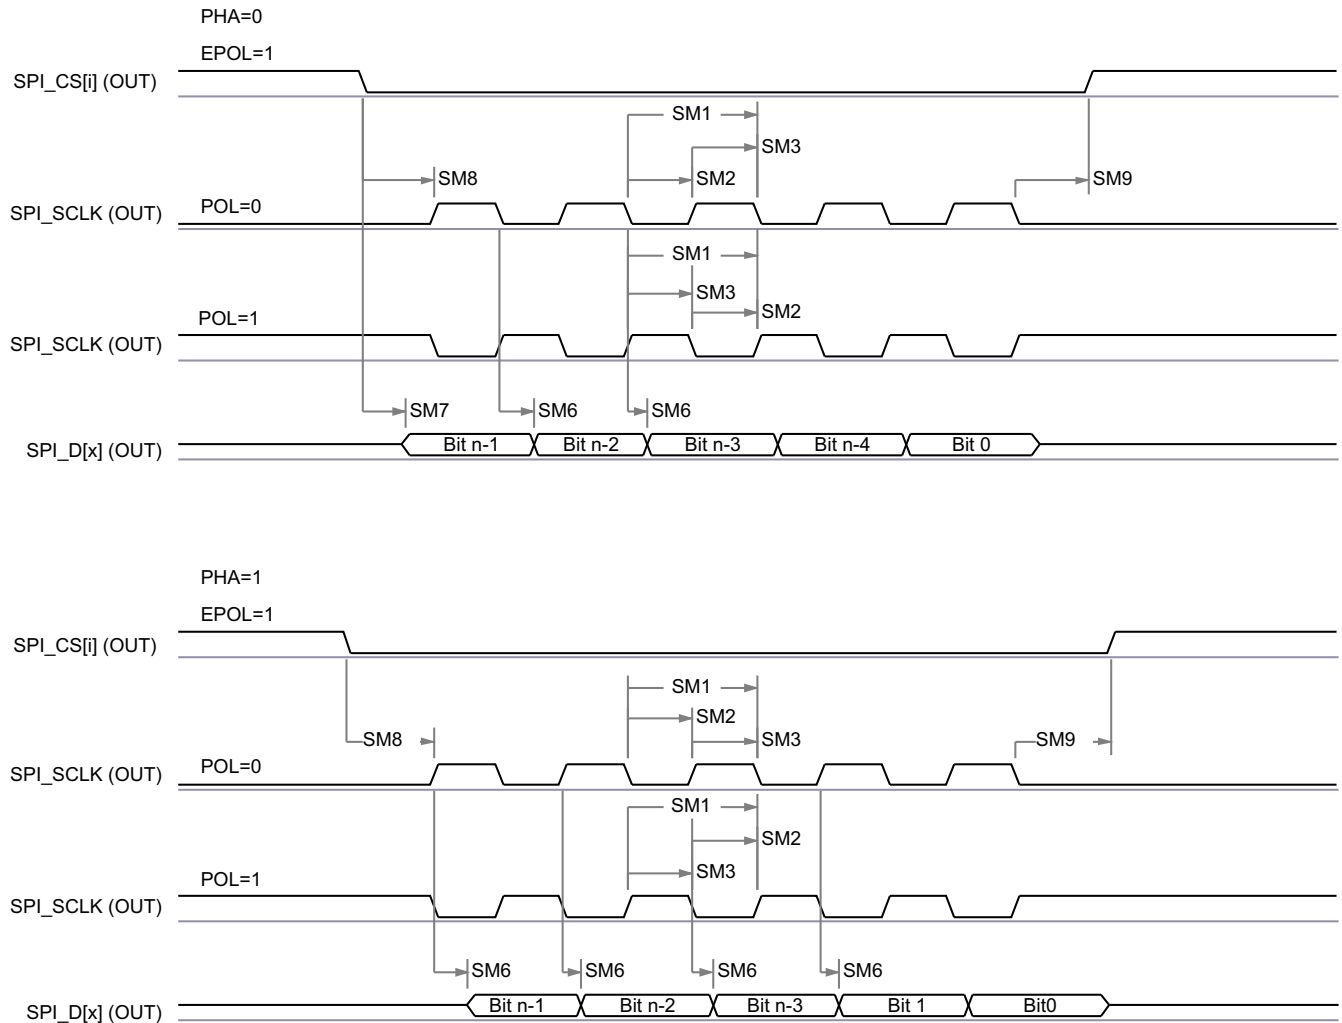 PHA=0
EPOL=1
SPI_CS[i] (OUT)
SM1
SM3
SM8
SM2
SM9
SPI_SCLK (OUT)
POL=0
SM1
SM3
SM2
POL=1
SPI_SCLK (OUT)
SM7
SM6
SM6
SPI_D[x] (OUT)
Bit n-1
Bit n-2
Bit n-3
Bit n-4
Bit 0
PHA=1
EPOL=1
SPI_CS[i] (OUT)
SM1
SM2
SM8
SM3
SM9
SPI_SCLK (OUT)
POL=0
SM1
SM2
SM3
POL=1
SPI_SCLK (OUT)
SM6
SM6
SM6
SM6
SPI_D[x] (OUT)
Bit n-1
Bit n-2
Bit n-3
Bit 1
Bit0